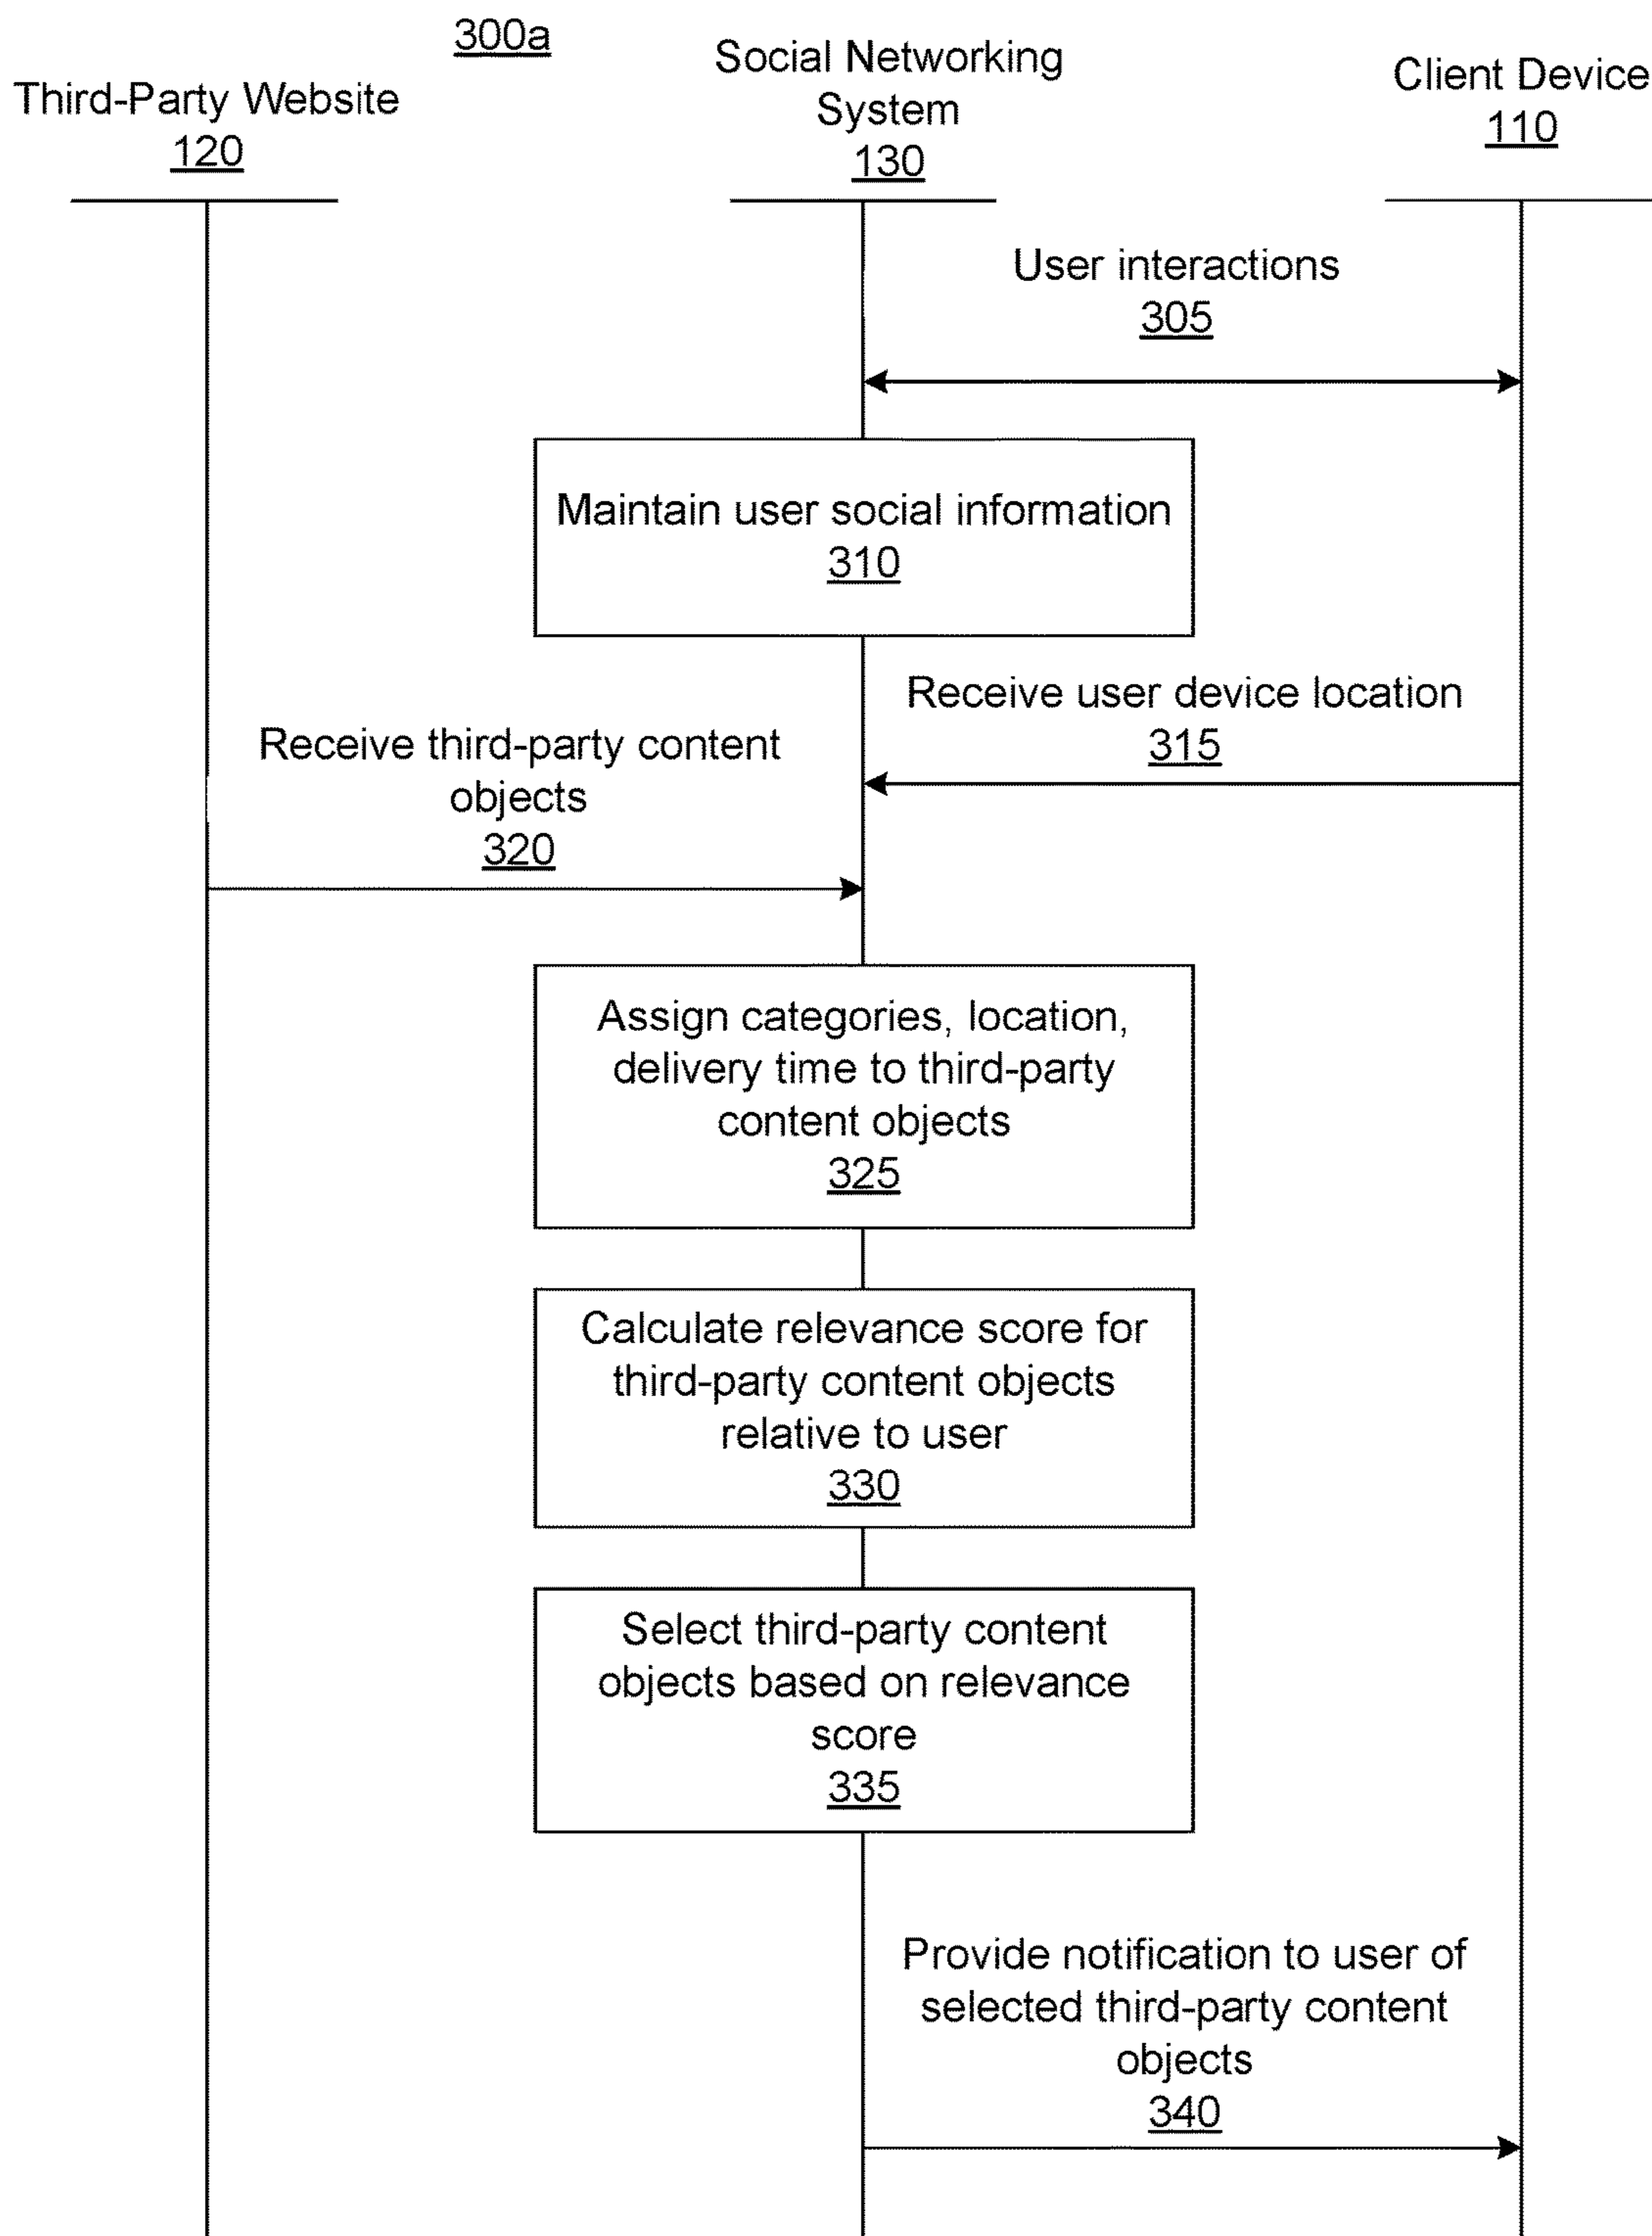 300a
Third-Party Website
120
Social Networking
System
130
Client Device
110
User interactions
305
Maintain user social information
310
Receive user device location
315
Receive third-party content
objects
320
Assign categories, location,
delivery time to third-party
content objects
325
Calculate relevance score for
third-party content objects
relative to user
330
Select third-party content
objects based on relevance
score
335
Provide notification to user of
selected third-party content
objects
340